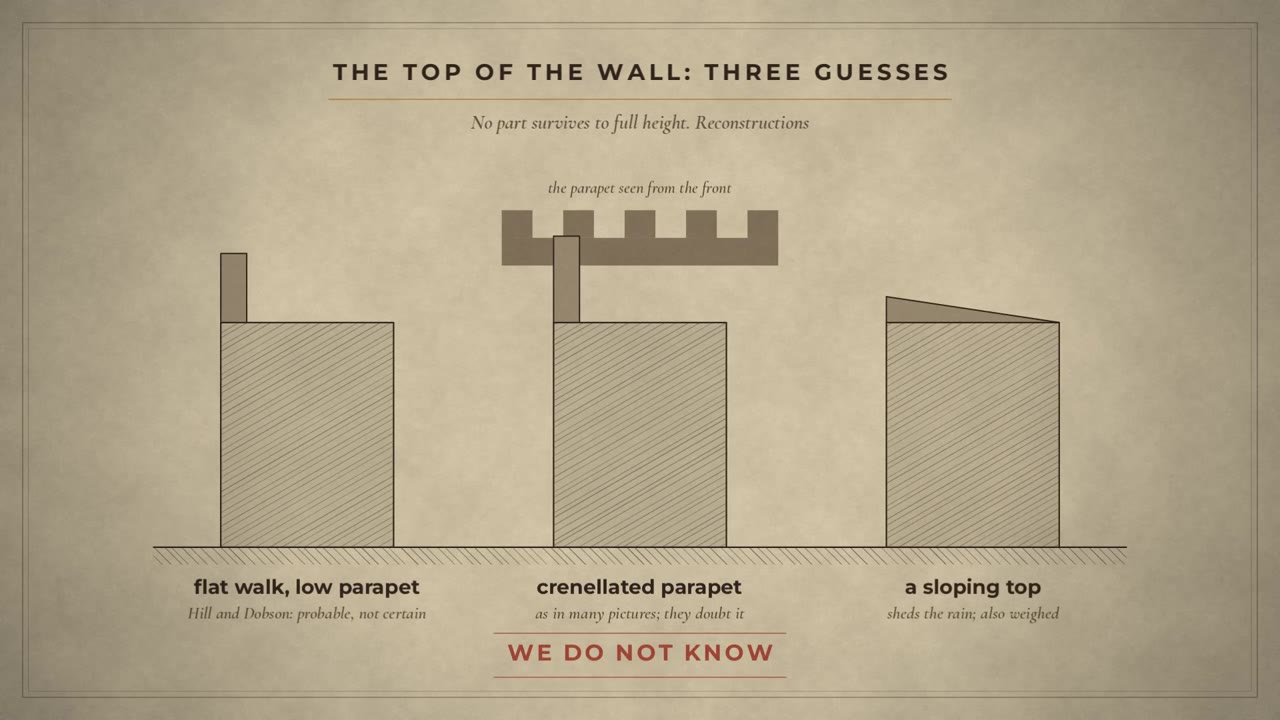 THE TOP OF THE WALL: THREE GUESSES
No part survives to full height. Reconstructions
the parapet seen from the front
flat walk, low parapet
Hill and Dobson: probable, not certain
crenellated parapet
as in many pictures; they doubt it
a sloping top
sheds the rain; also weighed
WE DO NOT KNOW